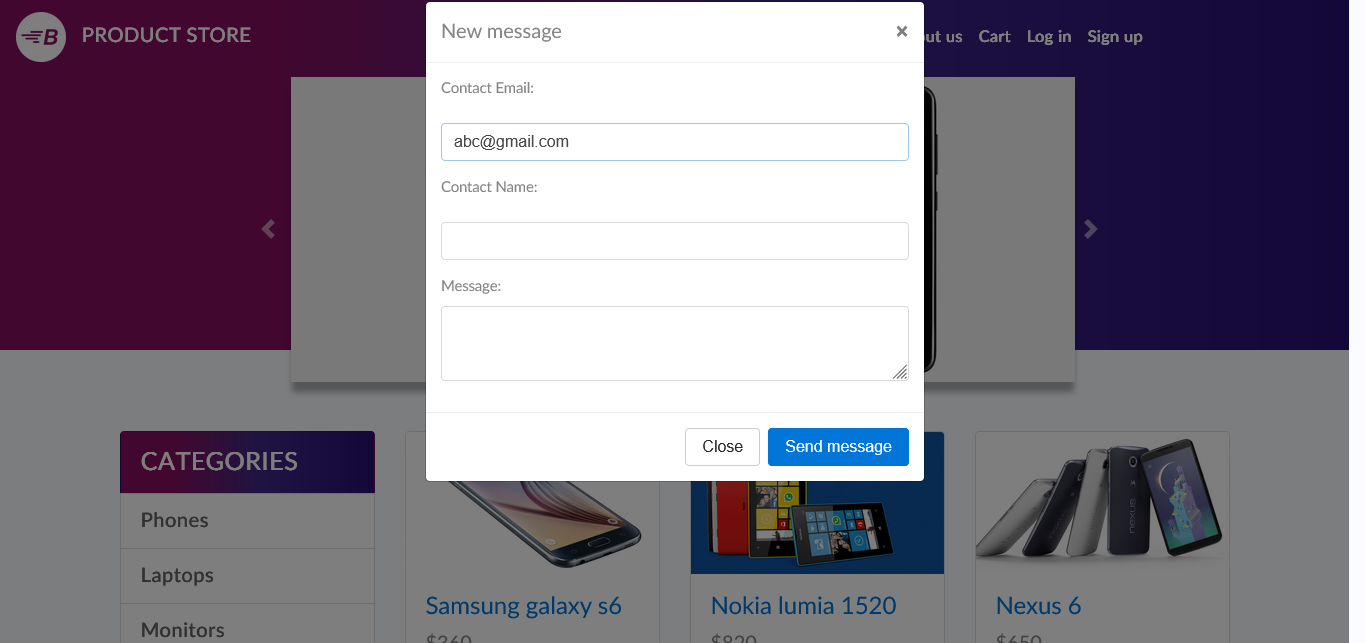 B PRODUCT STORE
New message ×
ut us Cart Log in Sign up
Contact Email:
abc@gmail.com
Contact Name:
Message:
Close Send message
CATEGORIES
Phones
Laptops
Monitors
Samsung galaxy s6
$360
Nokia lumia 1520
$820
nexus
Nexus 6
$650